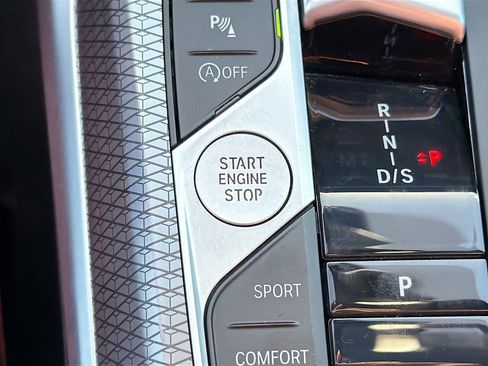 P
A OFF
START
ENGINE
STOP
SPORT
COMFORT
R
N
P
D/S
P